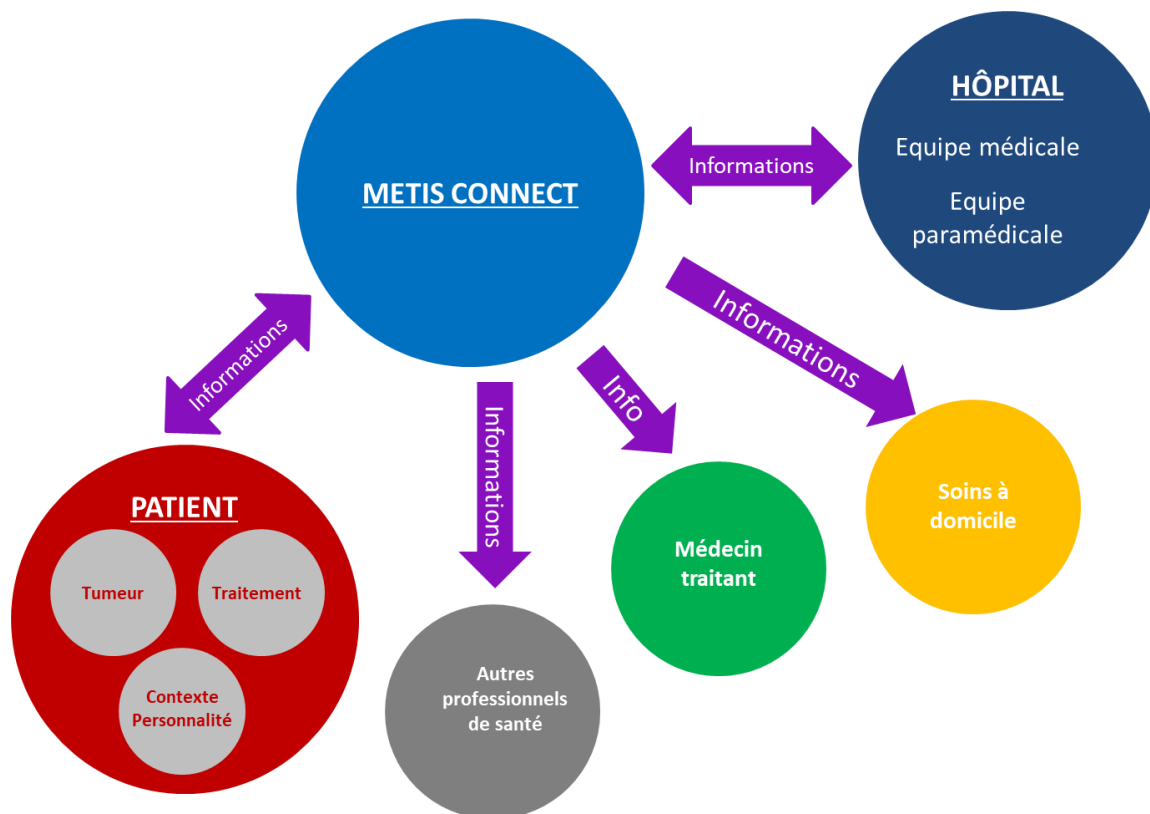 HÔPITAL
Equipe médicale
Equipe
paramédicale
Informations
METIS CONNECT
Informations
Informations
Info
Informations
Soins à
domicile
Médecin
traitant
PATIENT
Tumeur
Traitement
Contexte
Personnalité
Autres
professionnels
de santé